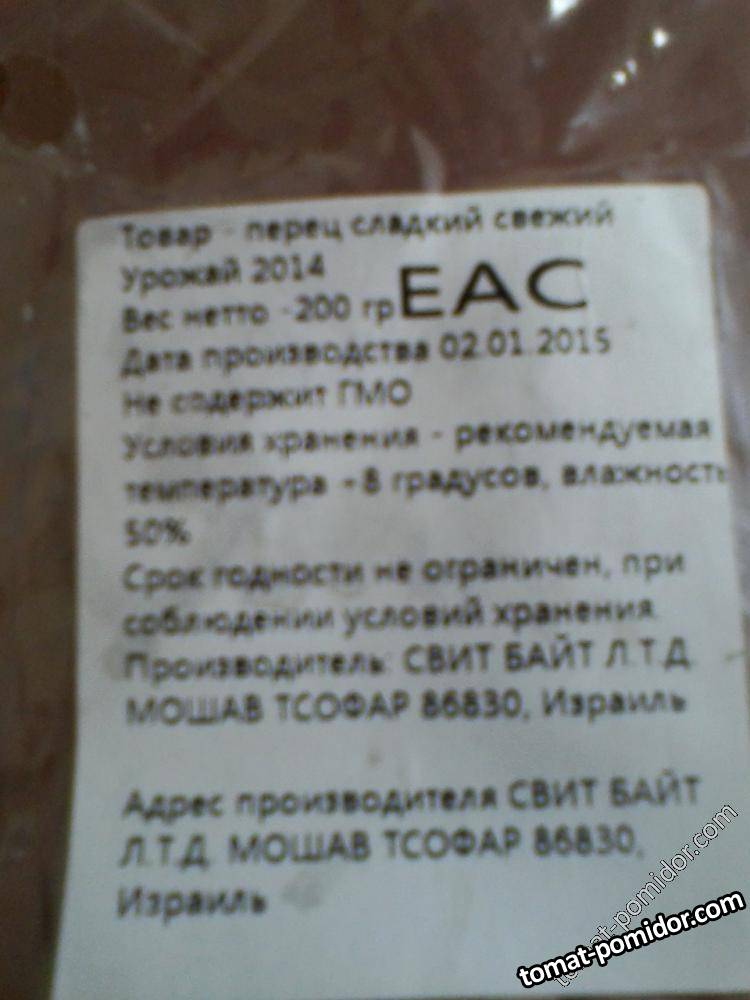 Товар - перец сладкий свежий
Урожай 2014
Вес нетто -200 гр ЕАС
Дата производства 02.01.2015
Не содержит ГМО
Условия хранения - рекомендуемая
температура +8 градусов, влажность
50%
Срок годности не ограничен, при
соблюдении условий хранения.
Производитель: СВИТ БАЙТ Л.Т.Д.
МОШАВ ТСОФАР 86830, Израиль
Адрес производителя СВИТ БАЙТ
Л.Т.Д. МОШАВ ТСОФАР 86830,
Израиль
tomat-pomidor.com
tomat-pomidor.com